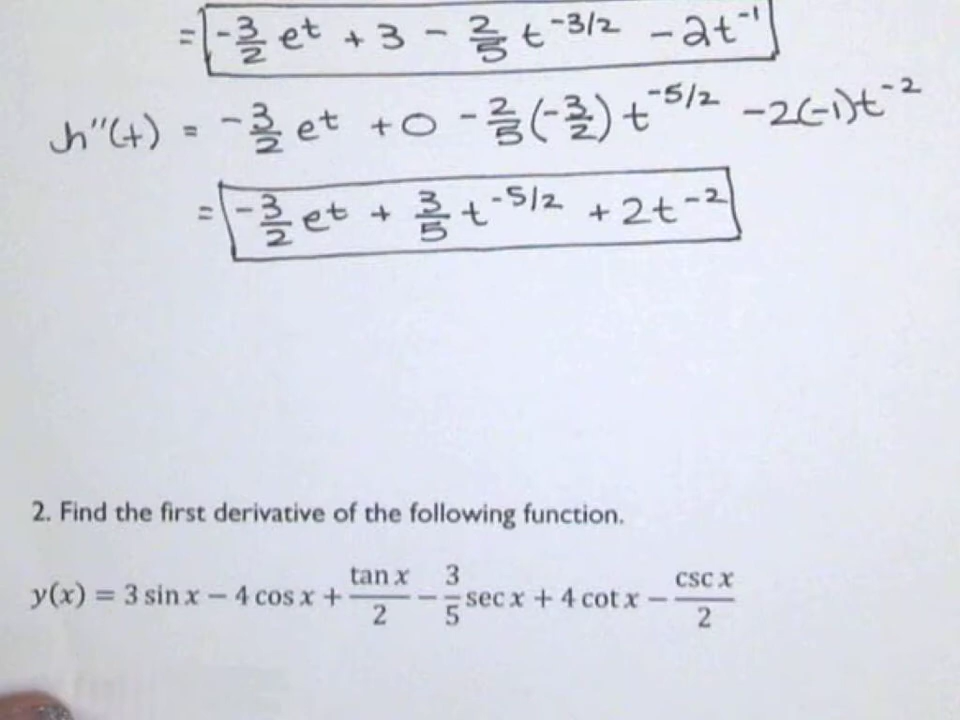 = -3/2 e^t + 3 - 2/5 t^-3/2 - 2t^-1
h''(t) = -3/2 e^t + 0 - 2/5 (-3/2) t^-5/2 - 2(-1)t^-2
= -3/2 e^t + 3/5 t^-5/2 + 2t^-2
2. Find the first derivative of the following function.
y(x) = 3 sin x − 4 cos x + tan x/2 − 3/5 sec x + 4 cot x − csc x/2